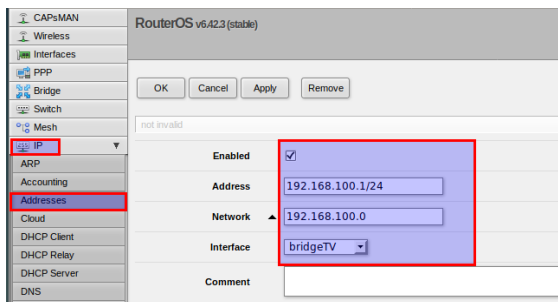 CAPsMAN
Wireless
Interfaces
PPP
Bridge
Switch
Mesh
IP
ARP
Accounting
Addresses
Cloud
DHCP Client
DHCP Relay
DHCP Server
DNS
RouterOS v6.42.3 (stable)
OK Cancel Apply Remove
not invalid
Enabled
Address 192.168.100.1/24
Network 192.168.100.0
Interface bridgeTV
Comment